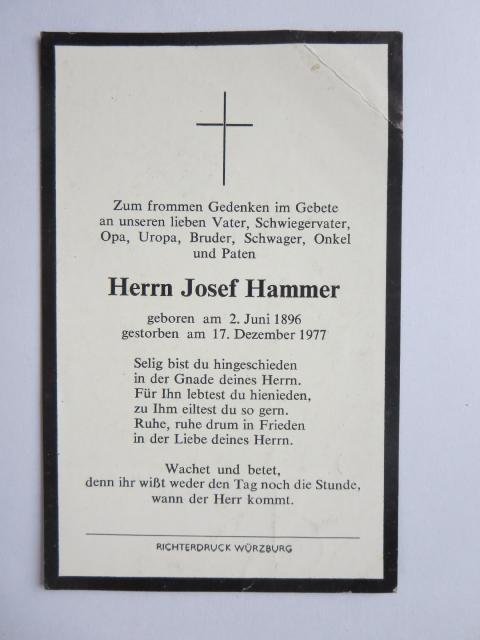 Zum frommen Gedenken im Gebete
an unseren lieben Vater, Schwiegervater,
Opa, Uropa, Bruder, Schwager, Onkel
und Paten
Herrn Josef Hammer
geboren am 2. Juni 1896
gestorben am 17. Dezember 1977
Selig bist du hingeschieden
in der Gnade deines Herrn.
Für Ihn lebtest du hienieden,
zu Ihm eiltest du so gern.
Ruhe, ruhe drum in Frieden
in der Liebe deines Herrn.
Wachet und betet,
denn ihr wißt weder den Tag noch die Stunde,
wann der Herr kommt.
RICHTERDRUCK WÜRZBURG